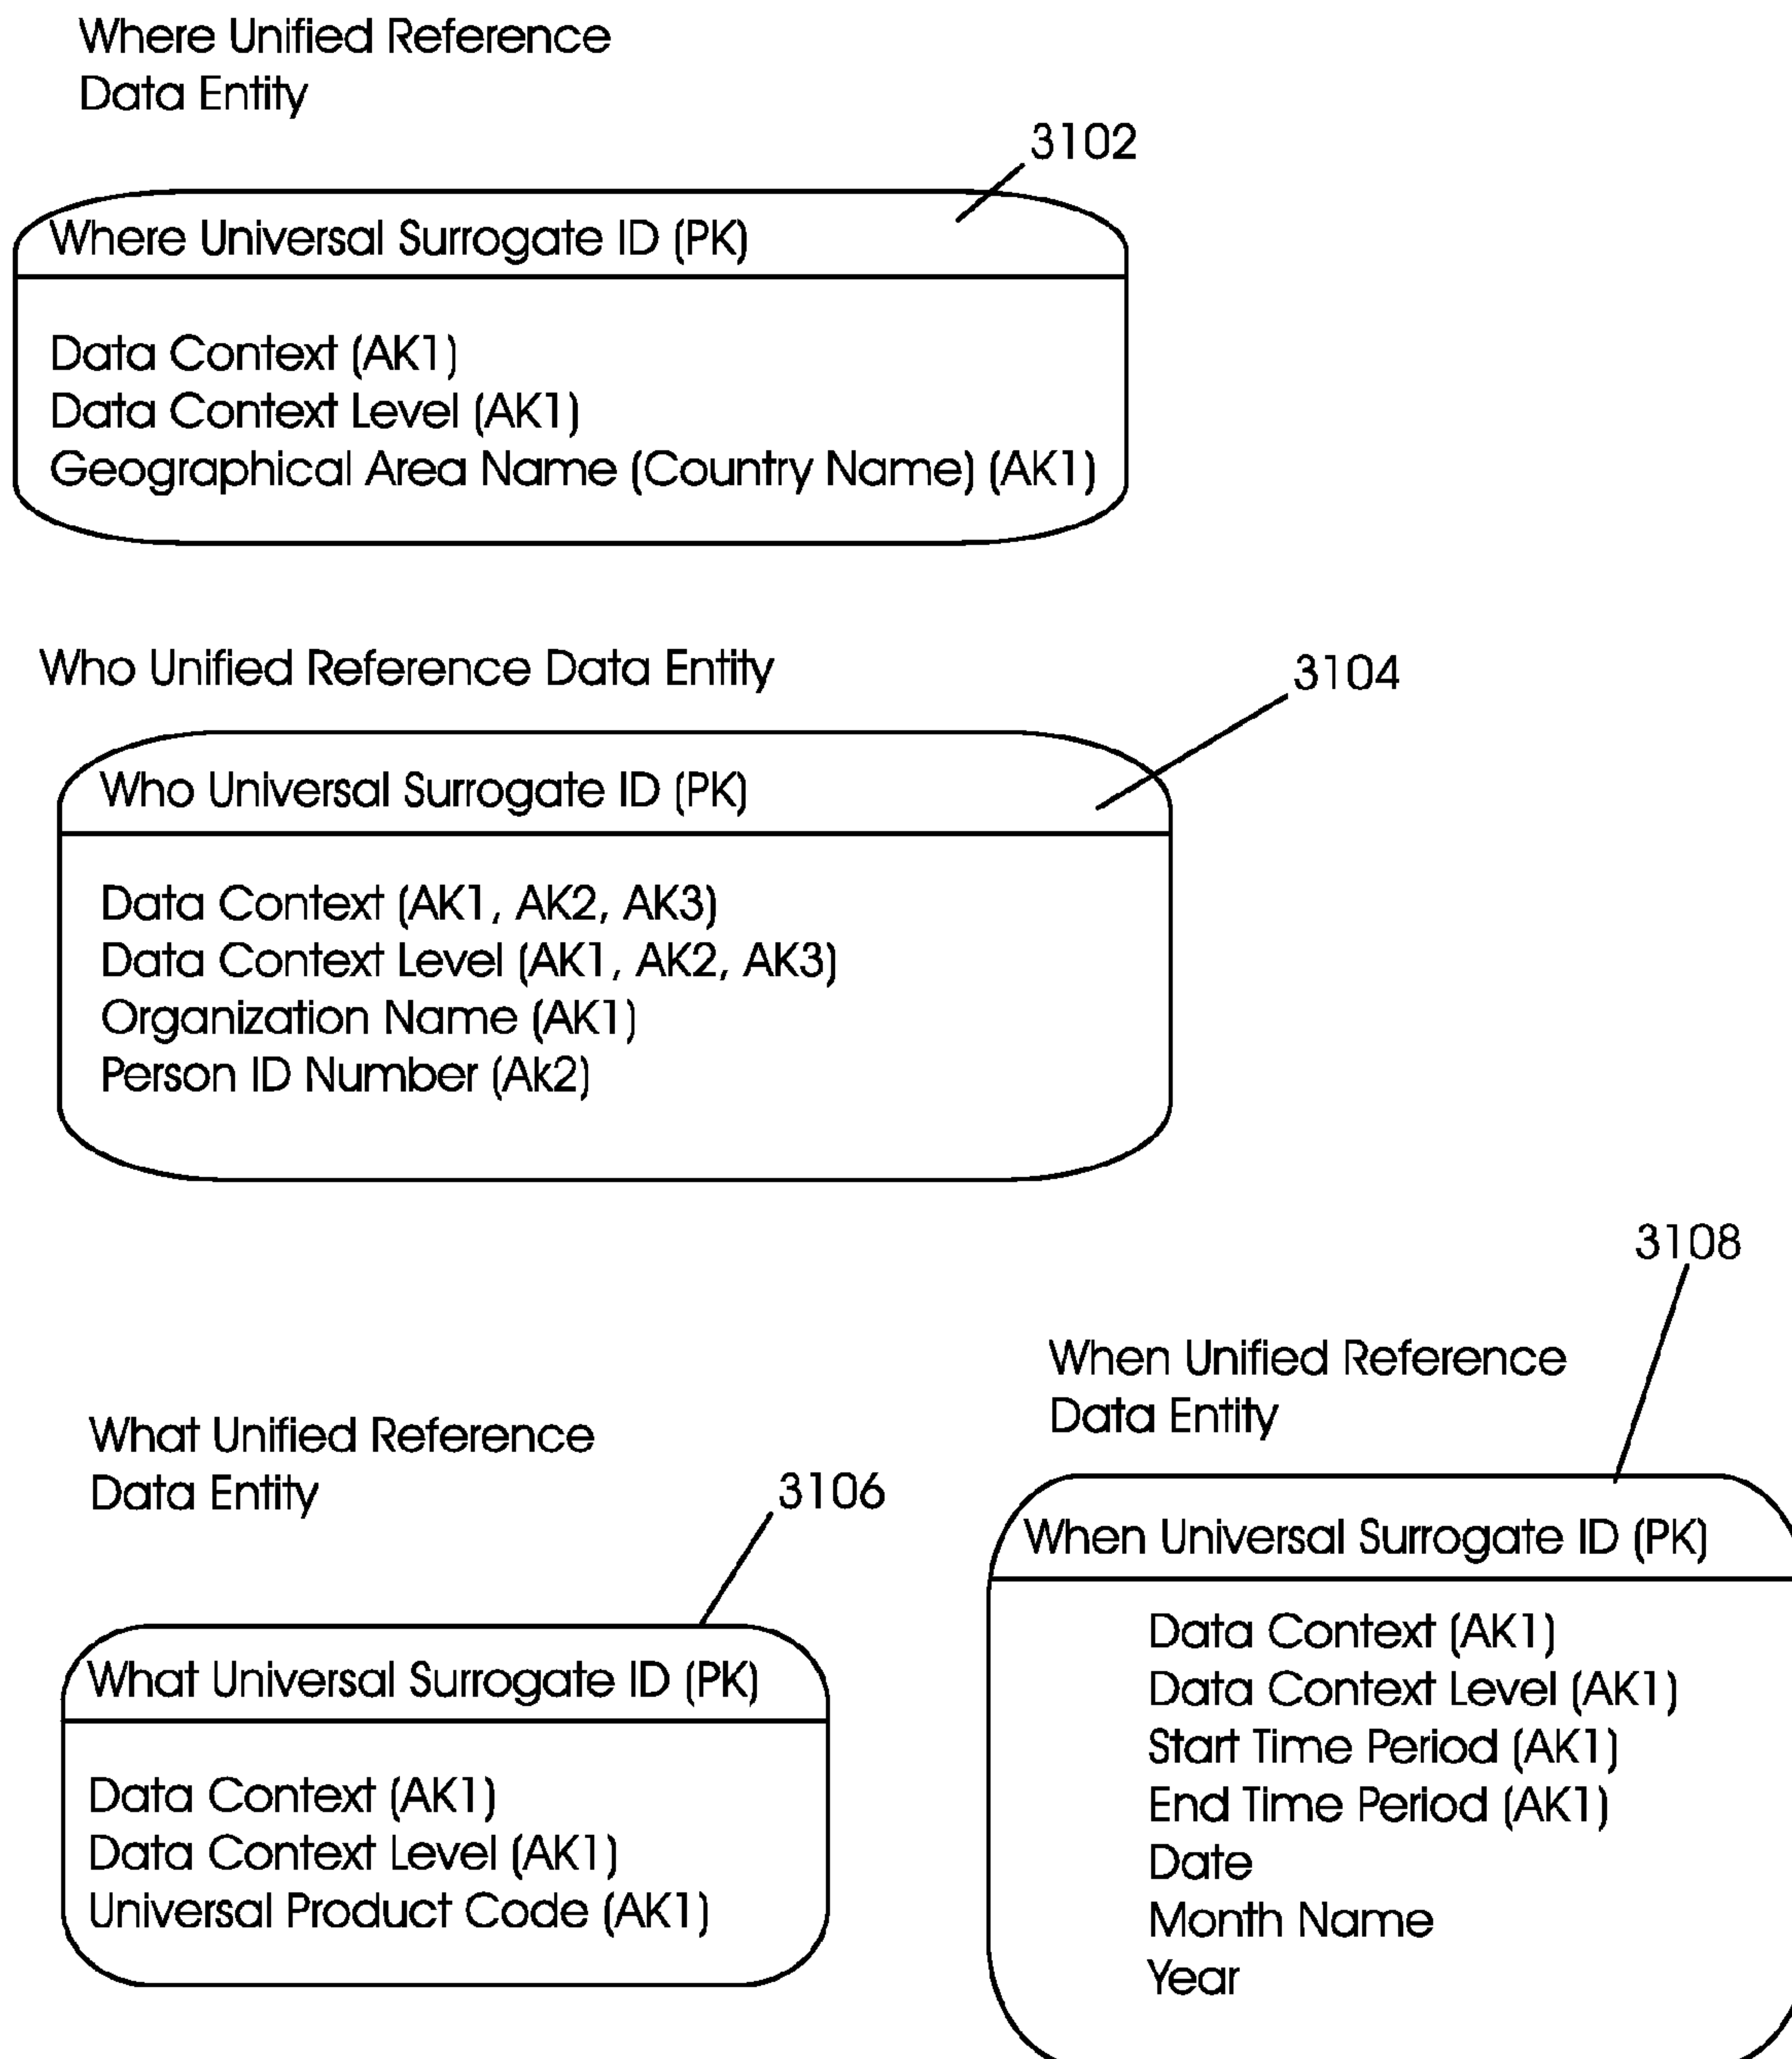 Where Unified Reference
Data Entity
3102
Where Universal Surrogate ID (PK)
Data Context (AK1)
Data Context Level (AK1)
Geographical Area Name (Country Name) (AK1)
Who Unified Reference Data Entity
3104
Who Universal Surrogate ID (PK)
Data Context (AK1, AK2, AK3)
Data Context Level (AK1, AK2, AK3)
Organization Name (AK1)
Person ID Number (Ak2)
What Unified Reference
Data Entity
3106
What Universal Surrogate ID (PK)
Data Context (AK1)
Data Context Level (AK1)
Universal Product Code (AK1)
3108
When Unified Reference
Data Entity
When Universal Surrogate ID (PK)
Data Context (AK1)
Data Context Level (AK1)
Start Time Period (AK1)
End Time Period (AK1)
Date
Month Name
Year